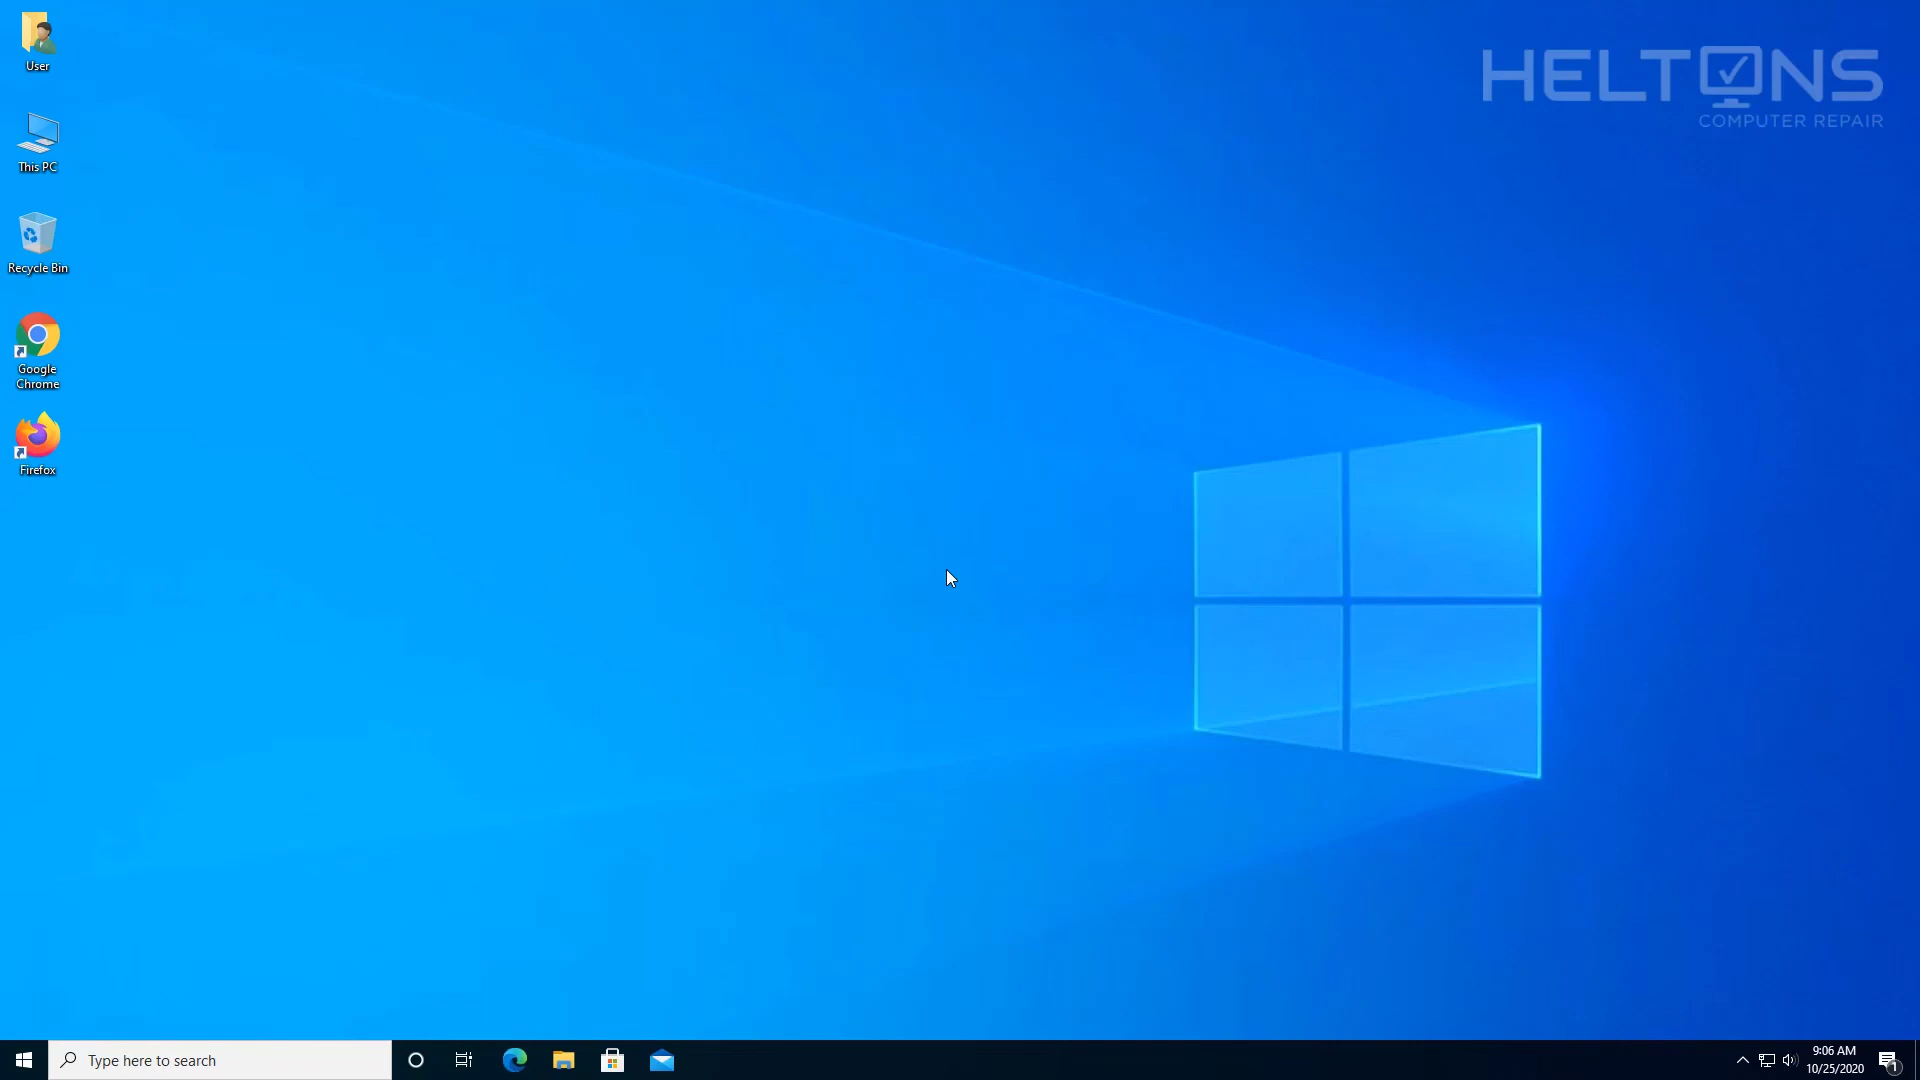 User
This PC
Recycle Bin
Google
Chrome
Firefox
HELTONS
COMPUTER REPAIR
Type here to search
9:06 AM
10/25/2020
1